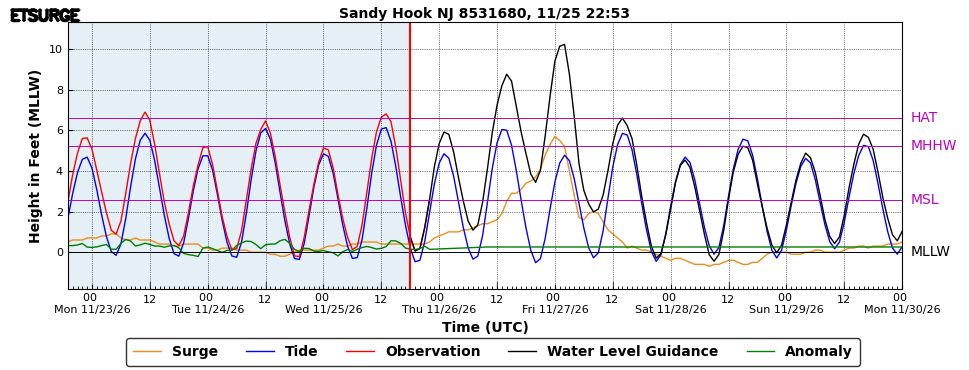 ETSURGE
Sandy Hook NJ 8531680, 11/25 22:53
Height in Feet (MLLW)
10
8
6
4
2
0
HAT
MHHW
MSL
MLLW
00 12 00 12 00 12 00 12 00 12 00 12 00 12 00
Mon 11/23/26 Tue 11/24/26 Wed 11/25/26 Thu 11/26/26 Fri 11/27/26 Sat 11/28/26 Sun 11/29/26 Mon 11/30/26
Time (UTC)
Surge Tide Observation Water Level Guidance Anomaly